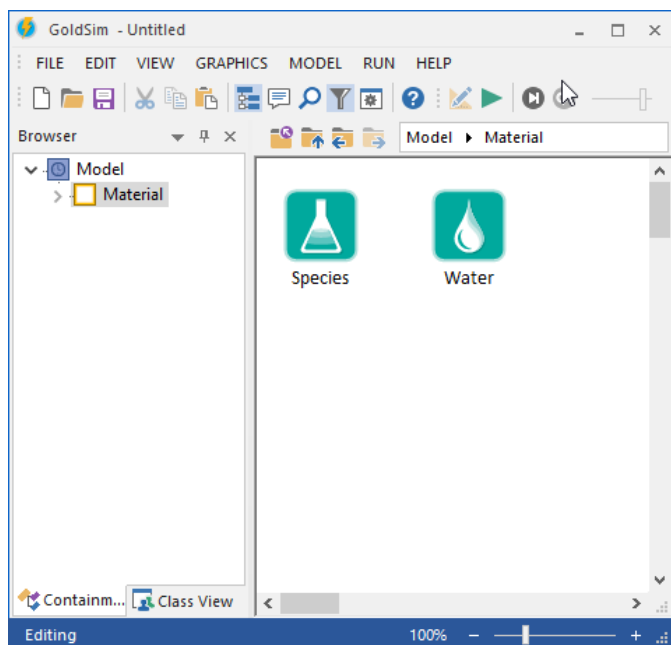 GoldSim - Untitled
FILE EDIT VIEW GRAPHICS MODEL RUN HELP
Browser
Model Material
Model
Material
Species Water
Containm... Class View
Editing 100% - +